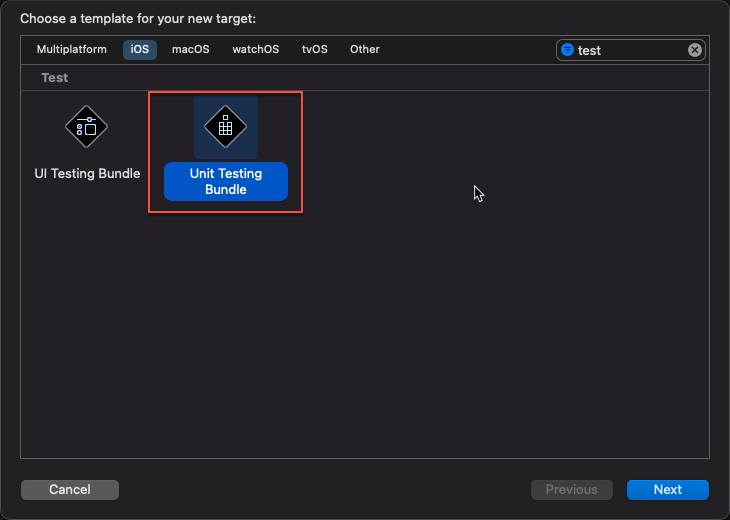 Choose a template for your new target:
Multiplatform iOS macOS watchOS tvOS Other test
Test
UI Testing Bundle
Unit Testing
Bundle
Cancel Previous Next